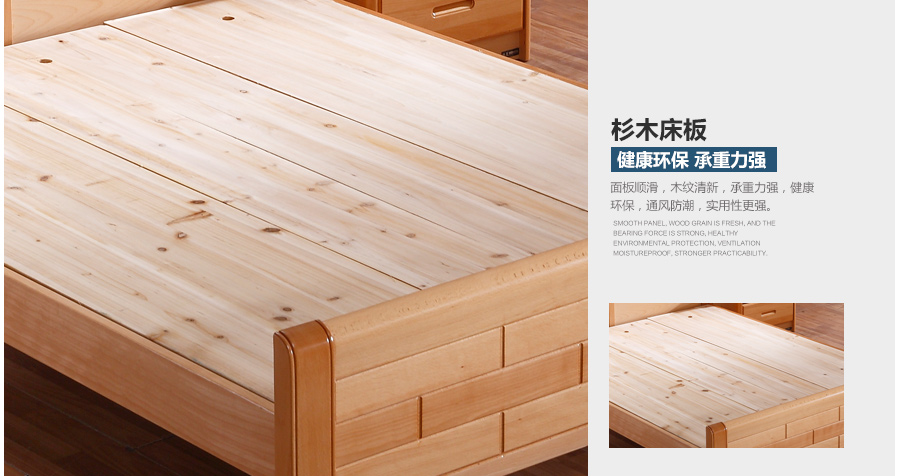 杉木床板
健康环保 承重力强
面板顺滑，木纹清新，承重力强，健康
环保，通风防潮，实用性更强。
SMOOTH PANEL, WOOD GRAIN IS FRESH, AND THE
BEARING FORCE IS STRONG, HEALTHY
ENVIRONMENTAL PROTECTION, VENTILATION
MOISTUREPROOF, STRONGER PRACTICABILITY.